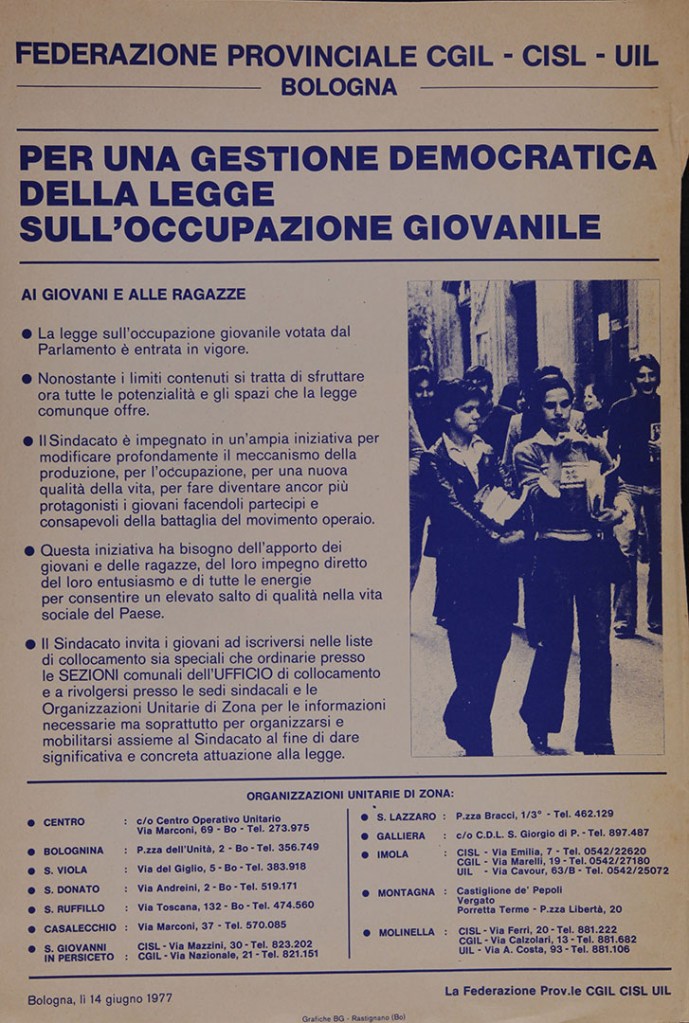 FEDERAZIONE PROVINCIALE CGIL - CISL - UIL
BOLOGNA
PER UNA GESTIONE DEMOCRATICA
DELLA LEGGE
SULL'OCCUPAZIONE GIOVANILE
AI GIOVANI E ALLE RAGAZZE
● La legge sull'occupazione giovanile votata dal
Parlamento è entrata in vigore.
● Nonostante i limiti contenuti si tratta di sfruttare
ora tutte le potenzialità e gli spazi che la legge
comunque offre.
● Il Sindacato è impegnato in un'ampia iniziativa per
modificare profondamente il meccanismo della
produzione, per l'occupazione, per una nuova
qualità della vita, per fare diventare ancor più
protagonisti i giovani facendoli partecipi e
consapevoli della battaglia del movimento operaio.
● Questa iniziativa ha bisogno dell'apporto dei
giovani e delle ragazze, del loro impegno diretto
del loro entusiasmo e di tutte le energie
per consentire un elevato salto di qualità nella vita
sociale del Paese.
● Il Sindacato invita i giovani ad iscriversi nelle liste
di collocamento sia speciali che ordinarie presso
le SEZIONI comunali dell'UFFICIO di collocamento
e a rivolgersi presso le sedi sindacali e le
Organizzazioni Unitarie di Zona per le informazioni
necessarie ma soprattutto per organizzarsi e
mobilitarsi assieme al Sindacato al fine di dare
significativa e concreta attuazione alla legge.
ORGANIZZAZIONI UNITARIE DI ZONA:
● CENTRO : c/o Centro Operativo Unitario
Via Marconi, 69 - Bo - Tel. 273.975
● BOLOGNINA : P.zza dell'Unità, 2 - Bo - Tel. 356.749
● S. VIOLA : Via del Giglio, 5 - Bo - Tel. 383.918
● S. DONATO : Via Andreini, 2 - Bo - Tel. 519.171
● S. RUFFILLO : Via Toscana, 132 - Bo - Tel. 474.560
● CASALECCHIO : Via Marconi, 37 - Tel. 570.085
● S. GIOVANNI CISL - Via Mazzini, 30 - Tel. 823.202
IN PERSICETO : CGIL - Via Nazionale, 21 - Tel. 821.151
● S. LAZZARO : P.zza Bracci, 1/3° - Tel. 462.129
● GALLIERA : c/o C.D.L. S. Giorgio di P. - Tel. 897.487
● IMOLA : CISL - Via Emilia, 7 - Tel. 0542/22620
CGIL - Via Marelli, 19 - Tel. 0542/27180
UIL - Via Cavour, 63/B - Tel. 0542/25072
● MONTAGNA : Castiglione de' Pepoli
Vergato
Porretta Terme - P.zza Libertà, 20
● MOLINELLA : CISL - Via Ferri, 20 - Tel. 881.222
CGIL - Via Calzolari, 13 - Tel. 881.682
UIL - Via A. Costa, 93 - Tel. 881.106
Bologna, lì 14 giugno 1977
La Federazione Prov.le CGIL CISL UIL
Grafiche BG - Rastignano (Bo)